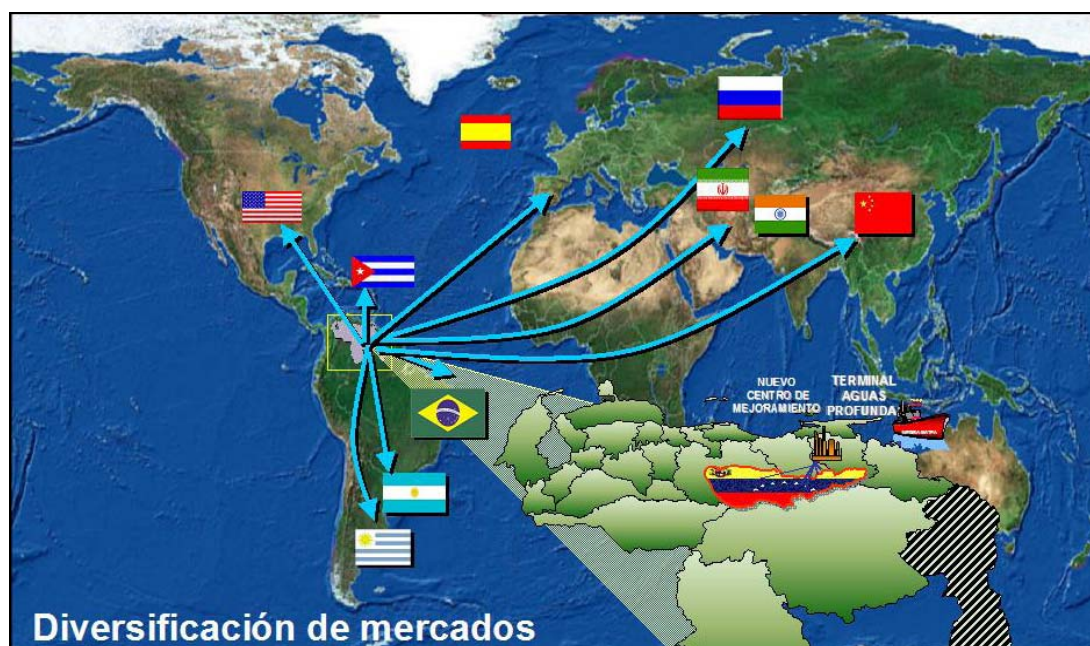 NUEVO
CENTRO DE
MEJORAMIENTO
TERMINAL
AGUAS
PROFUNDA
Diversificación de mercados